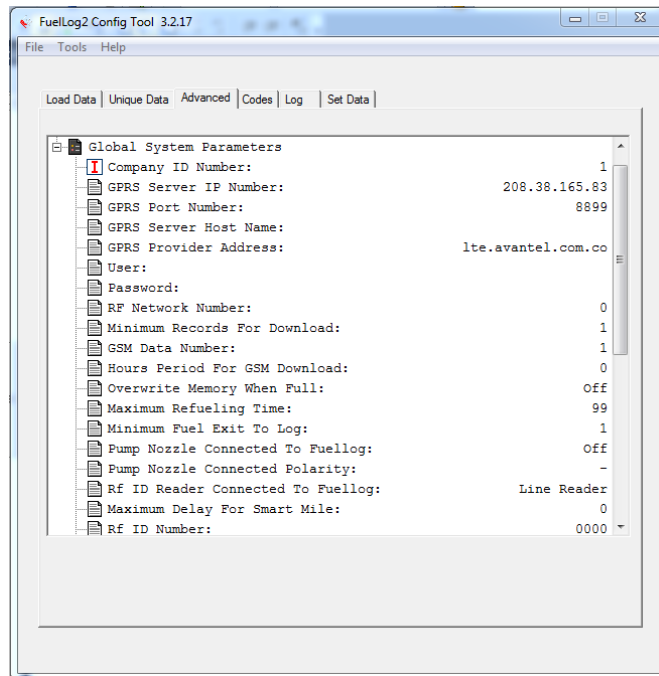 FuelLog2 Config Tool 3.2.17
File Tools Help
Load Data Unique Data Advanced Codes Log Set Data
Global System Parameters
Company ID Number: 1
GPRS Server IP Number: 208.38.165.83
GPRS Port Number: 8899
GPRS Server Host Name:
GPRS Provider Address: lte.avantel.com.co
User:
Password:
RF Network Number: 0
Minimum Records For Download: 1
GSM Data Number: 1
Hours Period For GSM Download: 0
Overwrite Memory When Full: Off
Maximum Refueling Time: 99
Minimum Fuel Exit To Log: 1
Pump Nozzle Connected To Fuellog: Off
Pump Nozzle Connected Polarity: -
Rf ID Reader Connected To Fuellog: Line Reader
Maximum Delay For Smart Mile: 0
Rf ID Number: 0000